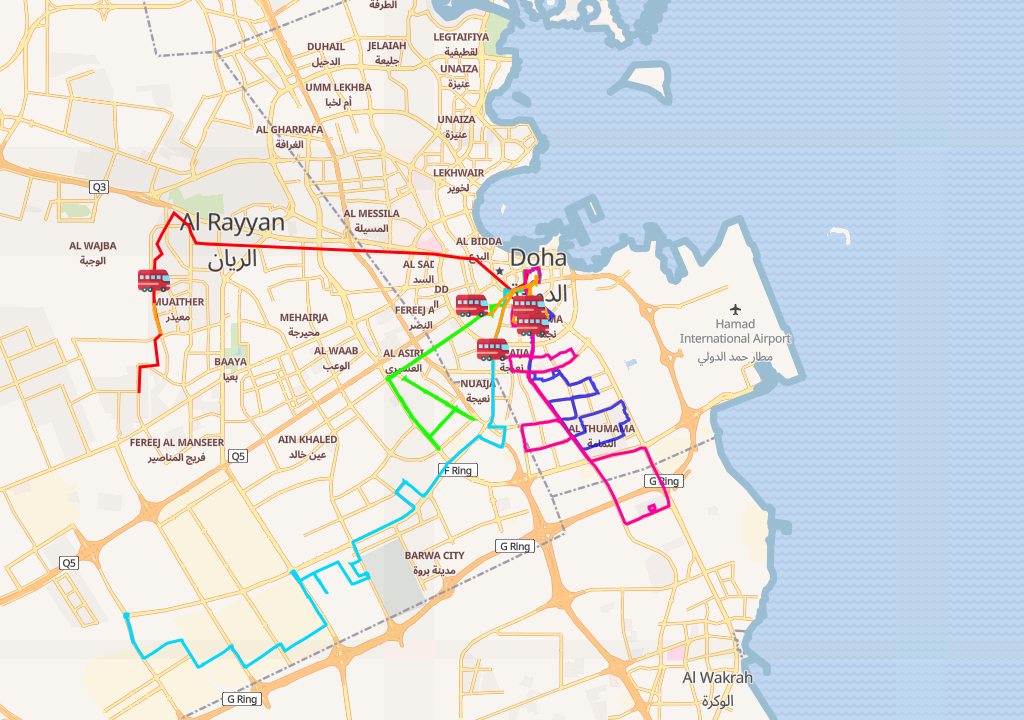 الطرفة
LEGTAIFIYA
لقطيفية
DUHAIL
الدحيل
JELAIAH
جليعة
UNAIZA
عنيزة
UMM LEKHBA
أم لخبا
UNAIZA
عنيزة
AL GHARRAFA
الغرافة
LEKHWAIR
لخوير
Q3
AL MESSILA
المسيلة
Al Rayyan
الريان
AL WAJBA
الوجبة
AL BIDDA
البدع
Doha
AL SAD
السد
DD
ال
MUAITHER
معيذر
MEHAIRJA
محيرجة
FEREEJ A
النصر
MA
Hamad
International Airport
مطار حمد الدولي
BAAYA
بعيا
AL WAAB
الوعب
AL ASIRI
العسيري
نعيجة
NUAIJA
نعيجة
AL THUMAMA
الثمامة
FEREEJ AL MANSEER
فريج المناصير
Q5
AIN KHALED
عين خالد
F Ring
G Ring
G Ring
BARWA CITY
مدينة بروة
Q5
G Ring
Al Wakrah
الوكرة